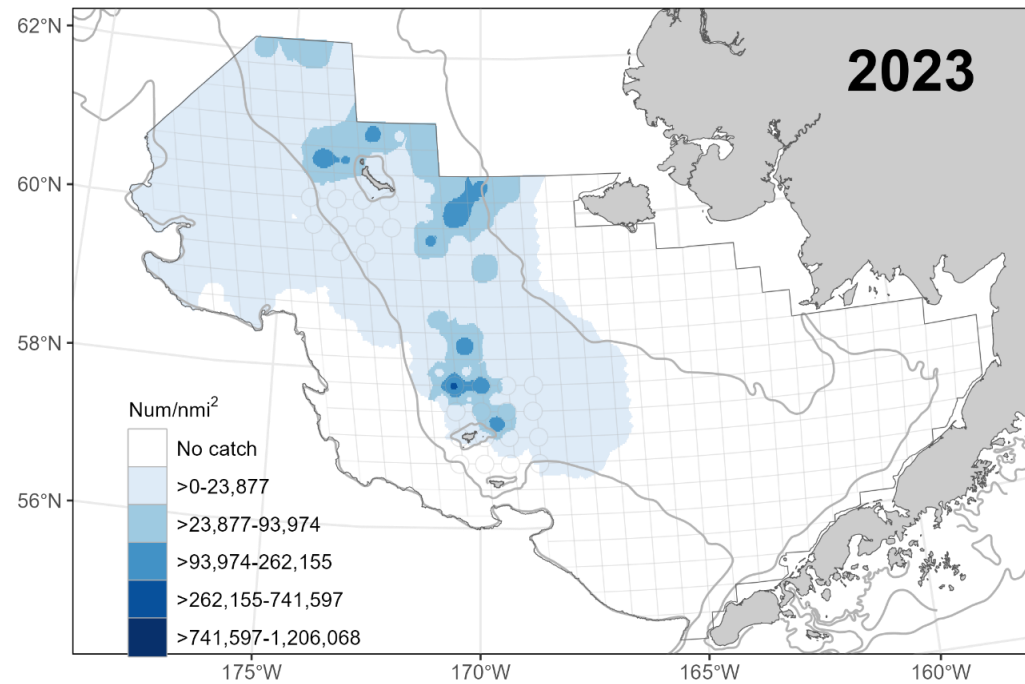 2023
62°N
60°N
58°N
56°N
Num/nmi²
No catch
>0-23,877
>23,877-93,974
>93,974-262,155
>262,155-741,597
>741,597-1,206,068
175°W
170°W
165°W
160°W